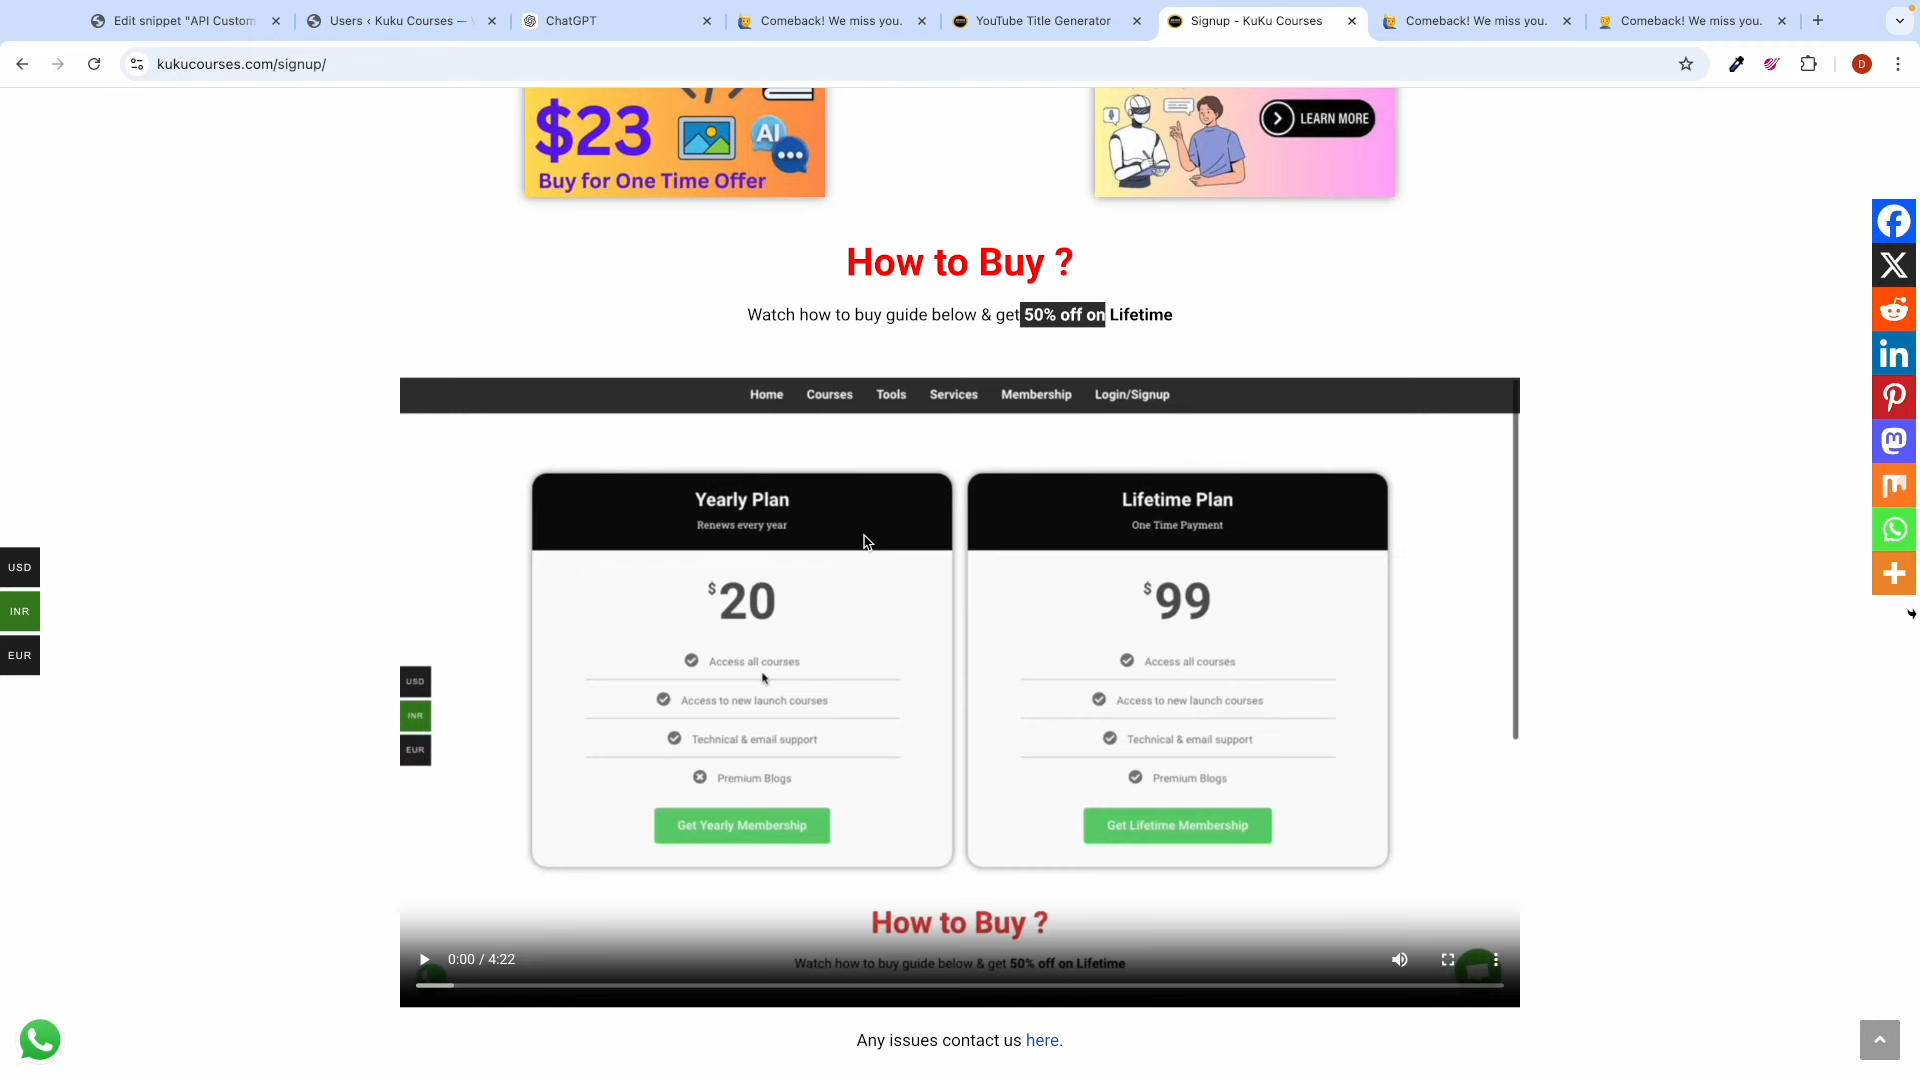 Edit snippet "API Custom
Users ‹ Kuku Courses —
ChatGPT
Comeback! We miss you.
YouTube Title Generator
Signup - KuKu Courses
Comeback! We miss you.
Comeback! We miss you.
kukucourses.com/signup/
D
$23
AI
Buy for One Time Offer
LEARN MORE
How to Buy ?
Watch how to buy guide below & get 50% off on Lifetime
Home Courses Tools Services Membership Login/Signup
Yearly Plan
Renews every year
$20
Access all courses
Access to new launch courses
Technical & email support
Premium Blogs
Get Yearly Membership
Lifetime Plan
One Time Payment
$99
Access all courses
Access to new launch courses
Technical & email support
Premium Blogs
Get Lifetime Membership
USD
INR
EUR
USD
INR
EUR
How to Buy ?
Watch how to buy guide below & get 50% off on Lifetime
0:00 / 4:22
Any issues contact us here.